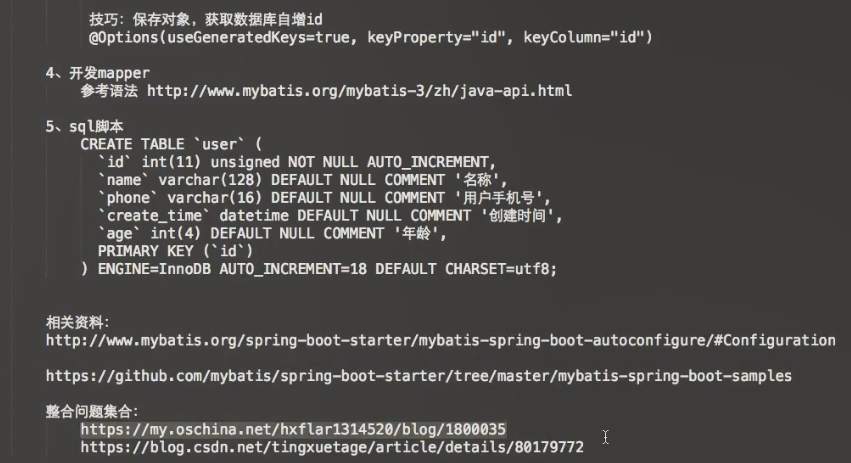 技巧：保存对象，获取数据库自增id
@Options(useGeneratedKeys=true, keyProperty="id", keyColumn="id")
4、开发mapper
参考语法 http://www.mybatis.org/mybatis-3/zh/java-api.html
5、sql脚本
CREATE TABLE `user` (
`id` int(11) unsigned NOT NULL AUTO_INCREMENT,
`name` varchar(128) DEFAULT NULL COMMENT '名称',
`phone` varchar(16) DEFAULT NULL COMMENT '用户手机号',
`create_time` datetime DEFAULT NULL COMMENT '创建时间',
`age` int(4) DEFAULT NULL COMMENT '年龄',
PRIMARY KEY (`id`)
) ENGINE=InnoDB AUTO_INCREMENT=18 DEFAULT CHARSET=utf8;
相关资料：
http://www.mybatis.org/spring-boot-starter/mybatis-spring-boot-autoconfigure/#Configuration
https://github.com/mybatis/spring-boot-starter/tree/master/mybatis-spring-boot-samples
整合问题集合：
https://my.oschina.net/hxflar1314520/blog/1800035
https://blog.csdn.net/tingxuetage/article/details/80179772